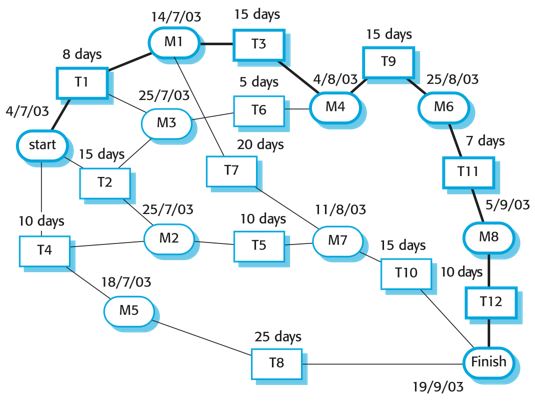 14/7/03
15 days
M1
T3
15 days
8 days
T9
T1
25/7/03
5 days
4/8/03
25/8/03
4/7/03
M3
T6
M4
M6
start
15 days
20 days
7 days
T2
T7
T11
25/7/03
5/9/03
10 days
10 days
11/8/03
T4
M2
T5
M7
M8
15 days
18/7/03
T10
10 days
M5
T12
25 days
T8
Finish
19/9/03